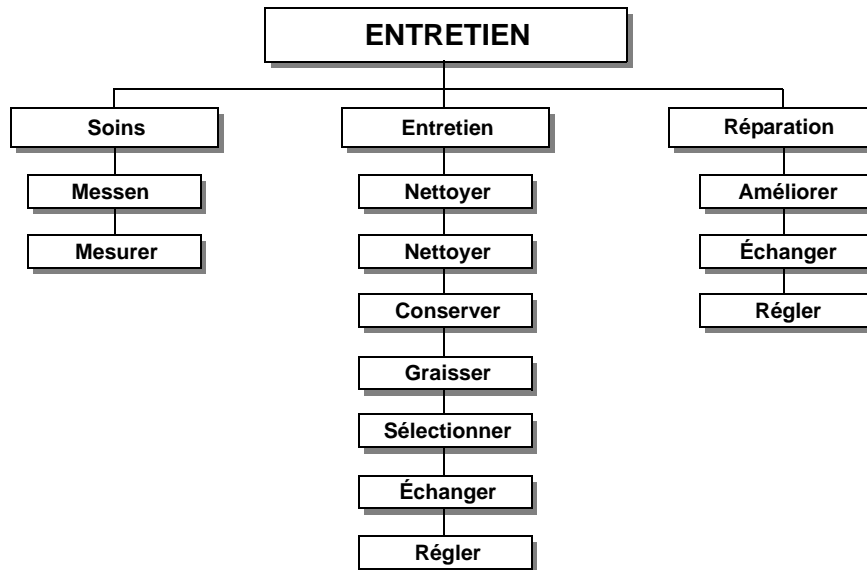 ENTRETIEN
Soins
Entretien
Réparation
Messen
Nettoyer
Améliorer
Mesurer
Nettoyer
Échanger
Conserver
Régler
Graisser
Sélectionner
Échanger
Régler